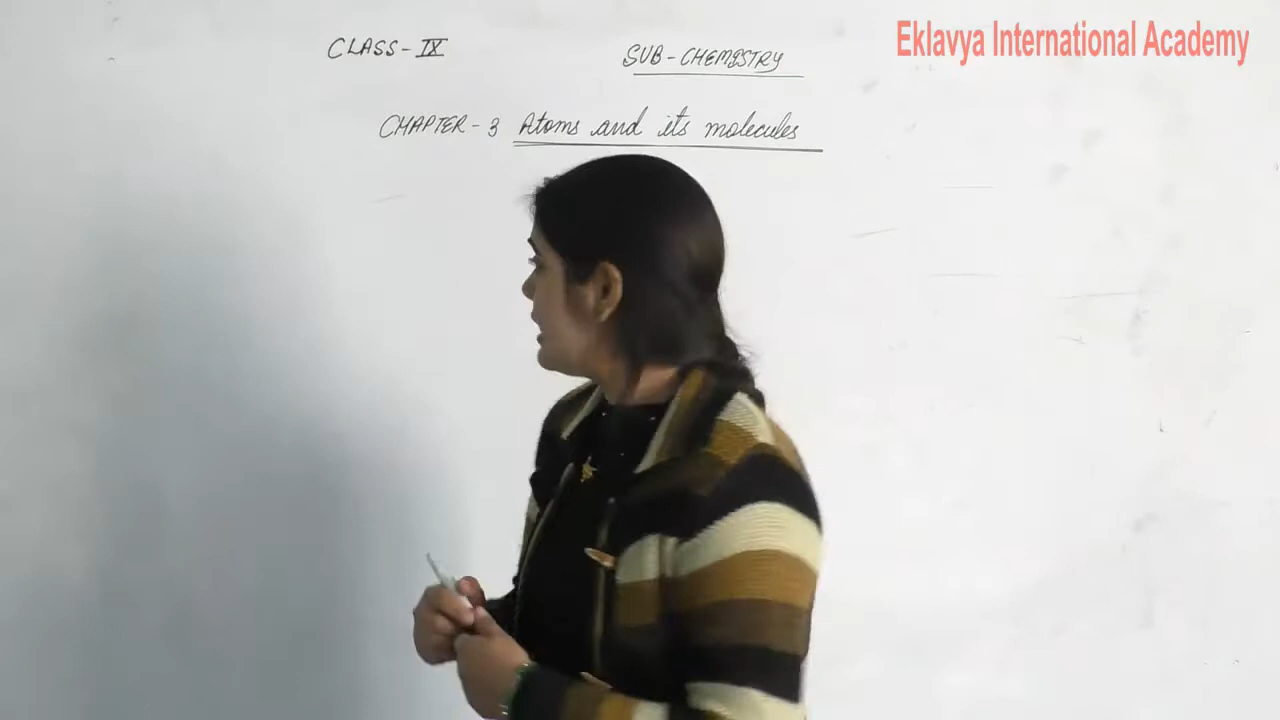 Eklavya International Academy
CLASS-IX
SUB-CHEMISTRY
CHAPTER-3 Atoms and its molecules